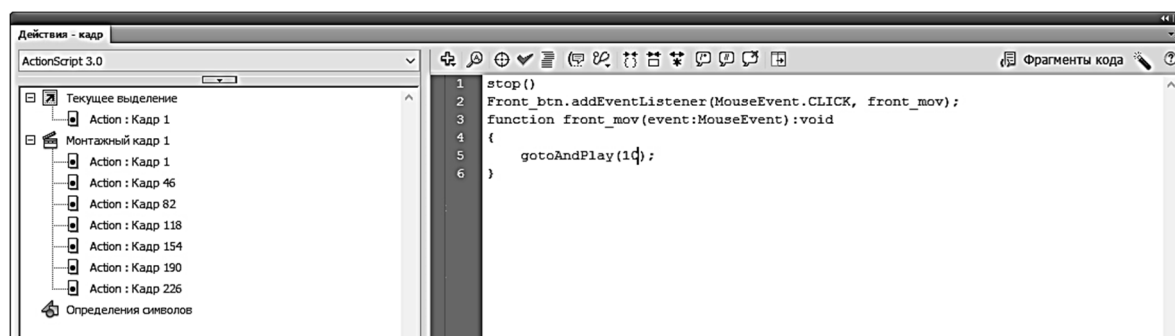 Действия - кадр
ActionScript 3.0
Фрагменты кода
Текущее выделение
Action : Кадр 1
Монтажный кадр 1
Action : Кадр 1
Action : Кадр 46
Action : Кадр 82
Action : Кадр 118
Action : Кадр 154
Action : Кадр 190
Action : Кадр 226
Определения символов
1 stop()
2 Front_btn.addEventListener(MouseEvent.CLICK, front_mov);
3 function front_mov(event:MouseEvent):void
4 {
5 gotoAndPlay(10);
6 }